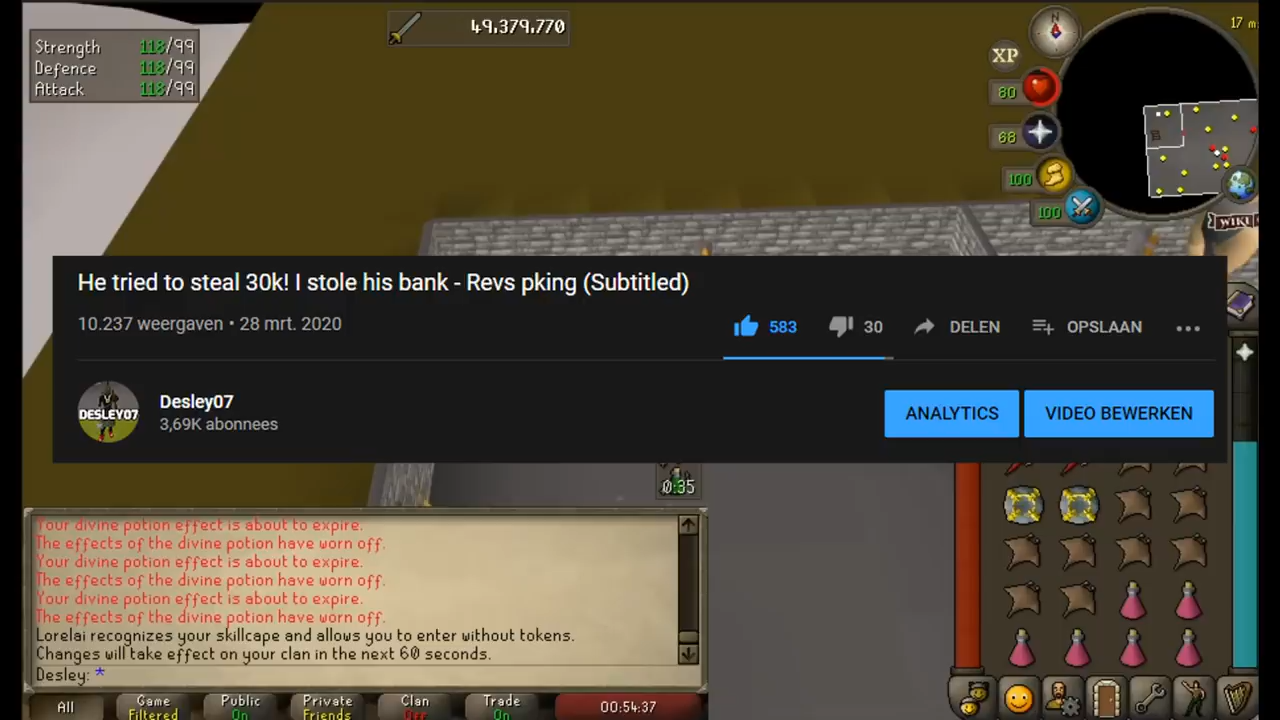 Strength 118/99
Defence 118/99
Attack 118/99
49,379,770
17 m
N
XP
80
68
100
100
WIKI
He tried to steal 30k! I stole his bank - Revs pking (Subtitled)
10.237 weergaven • 28 mrt. 2020
583 30 DELEN OPSLAAN
DESLEY07
Desley07
3,69K abonnees
ANALYTICS VIDEO BEWERKEN
0:35
Your divine potion effect is about to expire.
The effects of the divine potion have worn off.
Your divine potion effect is about to expire.
The effects of the divine potion have worn off.
Your divine potion effect is about to expire.
The effects of the divine potion have worn off.
Lorelai recognizes your skillcape and allows you to enter without tokens.
Changes will take effect on your clan in the next 60 seconds.
Desley: *
All Game Public Private Clan Trade 00:54:37
Filtered On Friends Off On